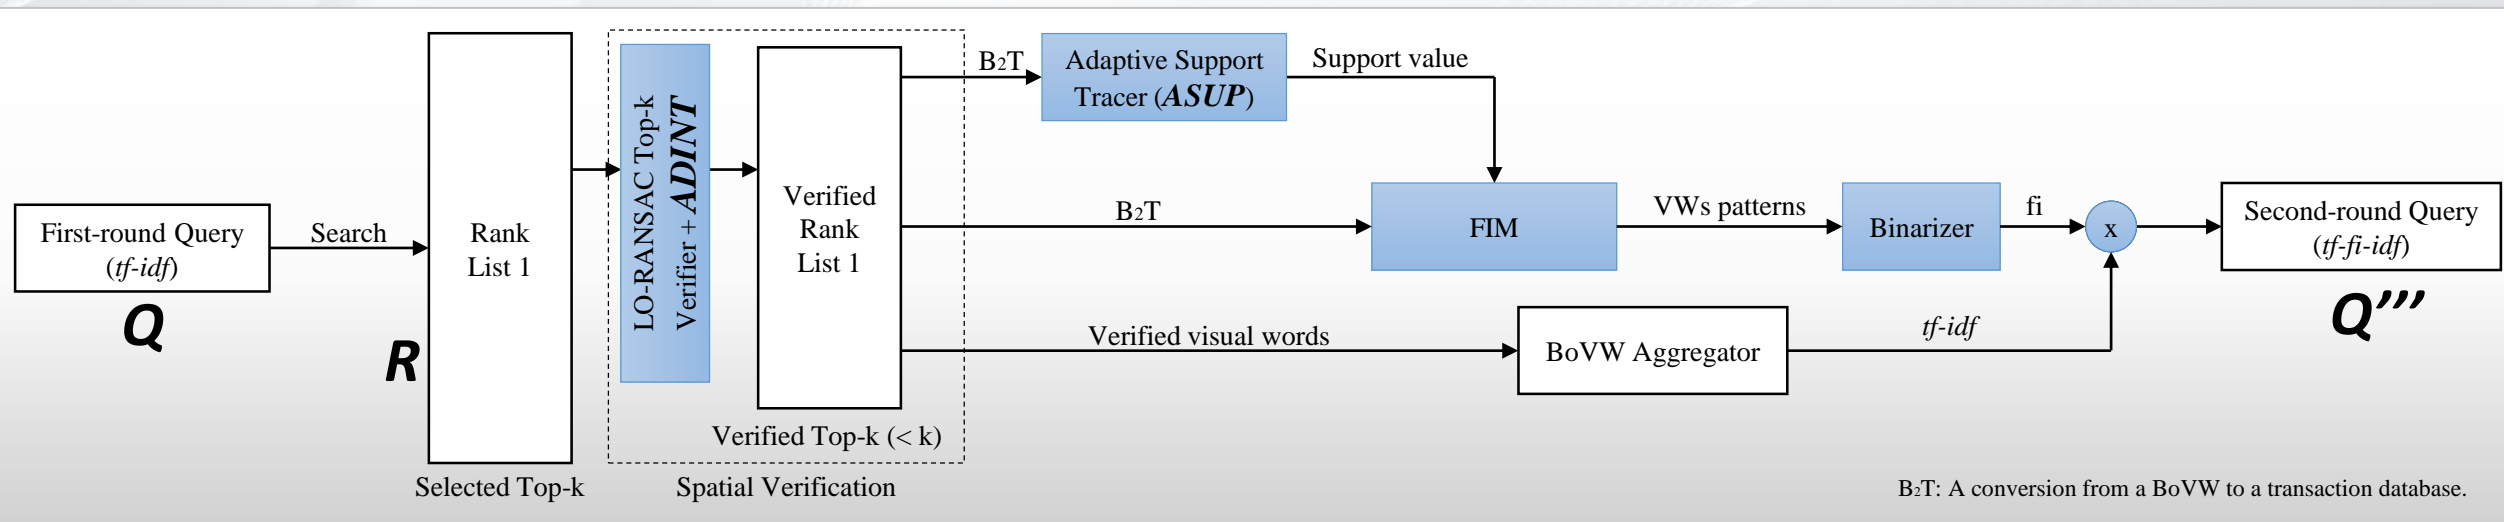 First-round Query
(tf-idf)
Q
Search
R
Rank
List 1
Selected Top-k
LO-RANSAC Top-k
Verifier + ADINT
Verified
Rank
List 1
Verified Top-k (< k)
Spatial Verification
B2T
Adaptive Support
Tracer (ASUP)
Support value
B2T
FIM
VWs patterns
Binarizer
fi
x
Verified visual words
BoVW Aggregator
tf-idf
Second-round Query
(tf-fi-idf)
Q’’’
B2T: A conversion from a BoVW to a transaction database.